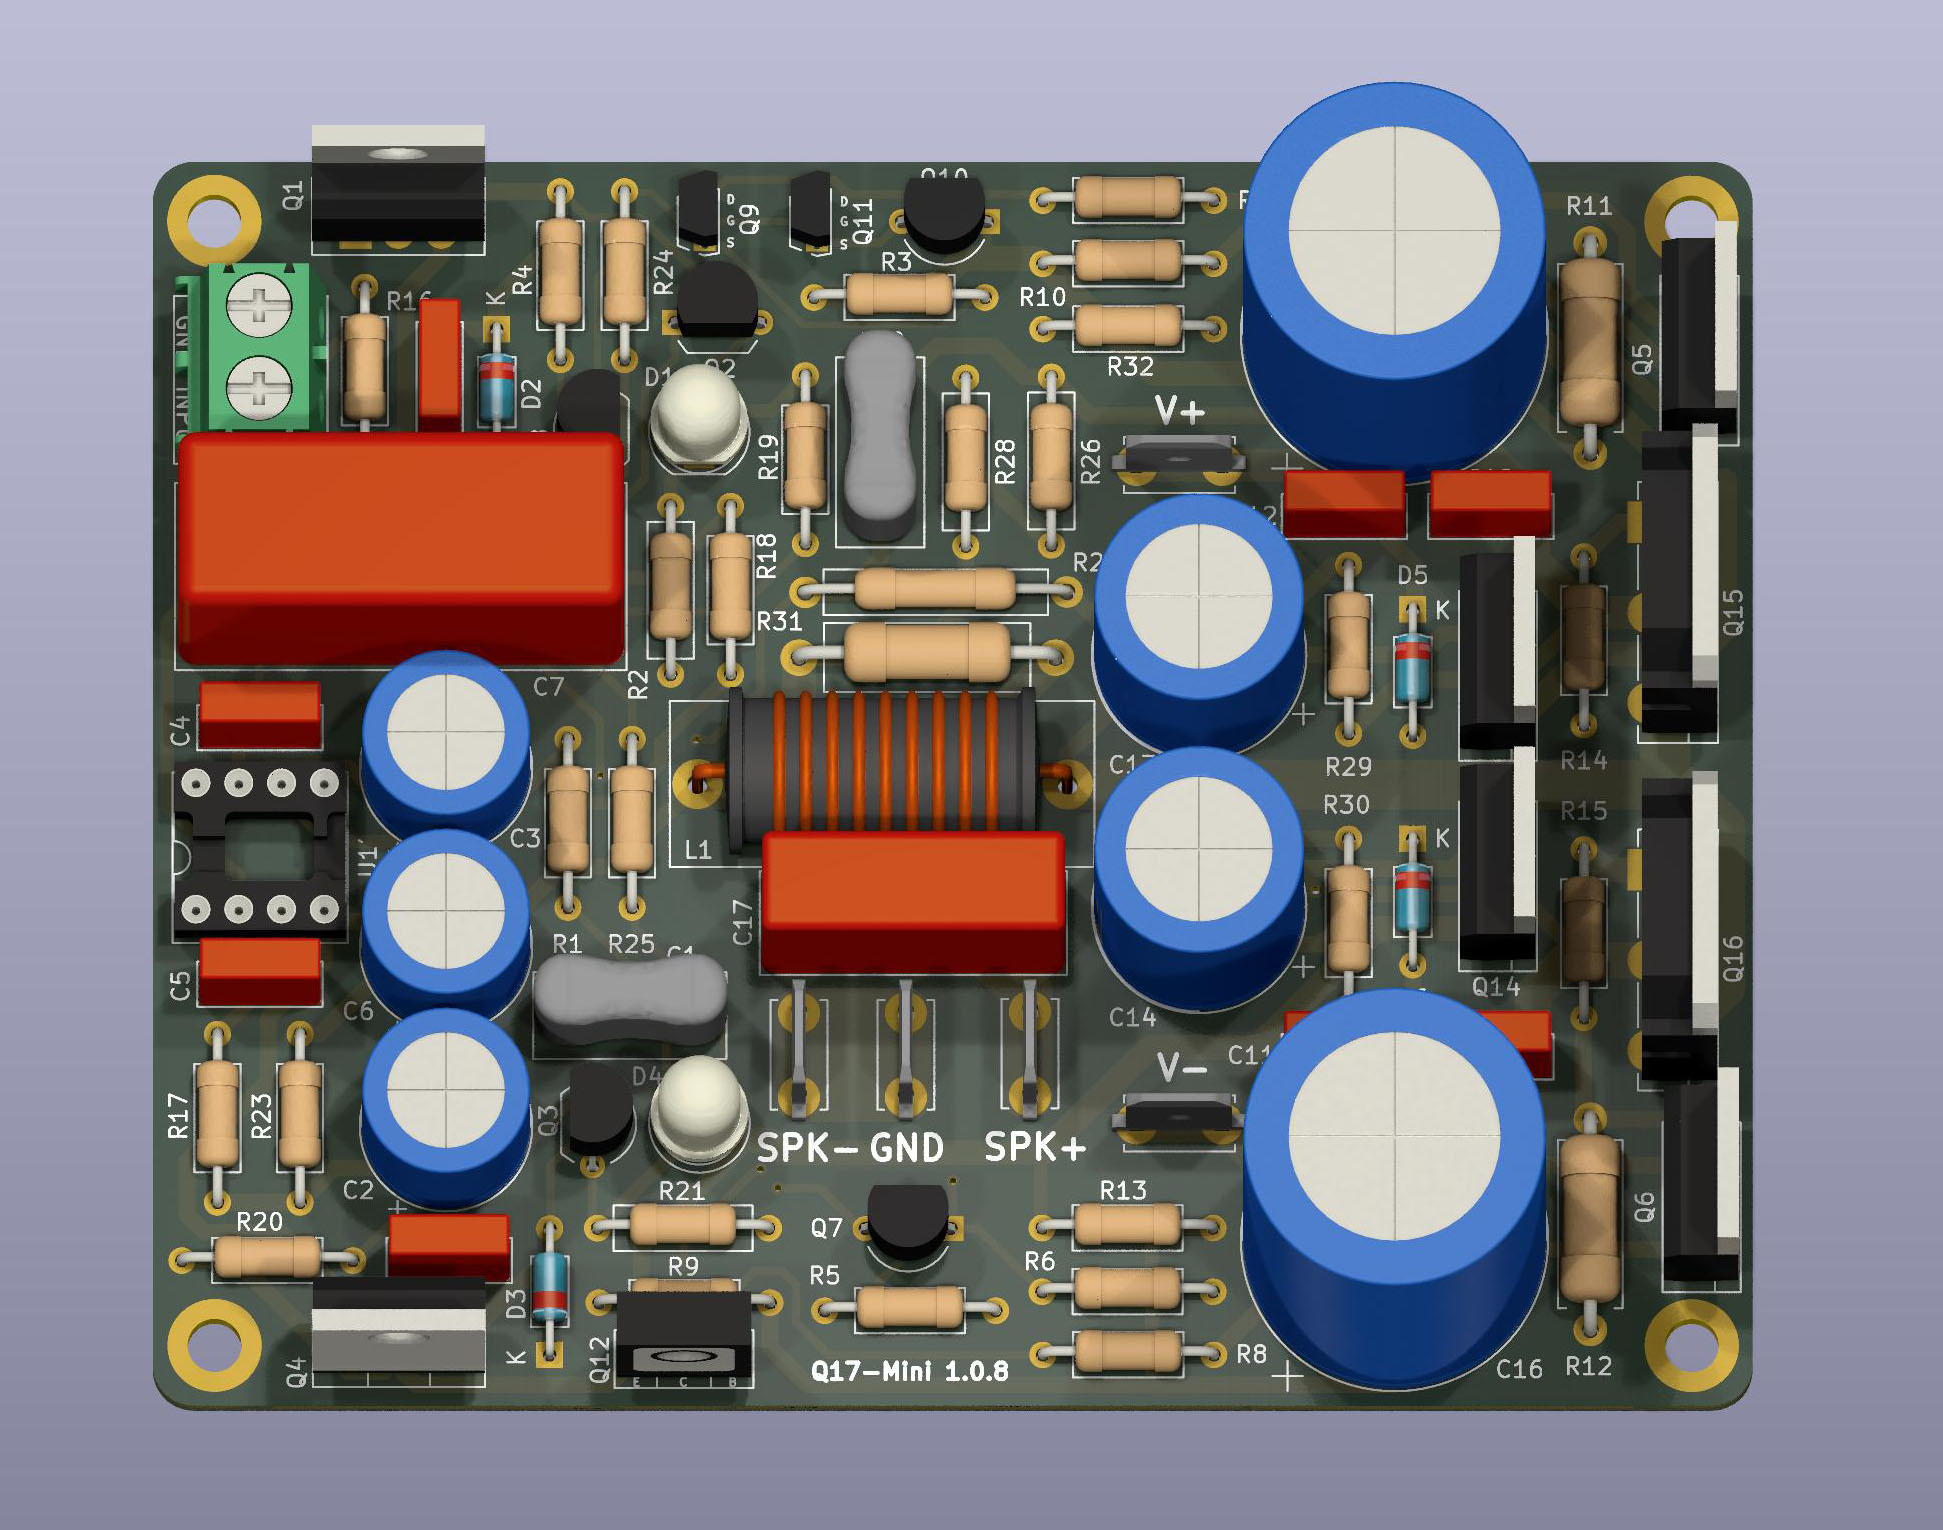 Q1
R4
R24
D
G
S
Q9
D
G
S
Q11
R3
R10
R32
R11
Q5
R16
K
D2
V+
R19
R28
R26
R18
R31
R2
C7
C4
D5
K
Q15
R29
R14
R30
R15
K
C3
L1
C17
R1
R25
C5
C6
C14
Q14
Q16
C11
V-
D4
Q3
R17
R23
SPK- GND SPK+
C2
R21
R13
Q7
R20
R9
R5
R6
Q6
D3
K
Q12
Q4
E C B
Q17-Mini 1.0.8
R8
C16
R12